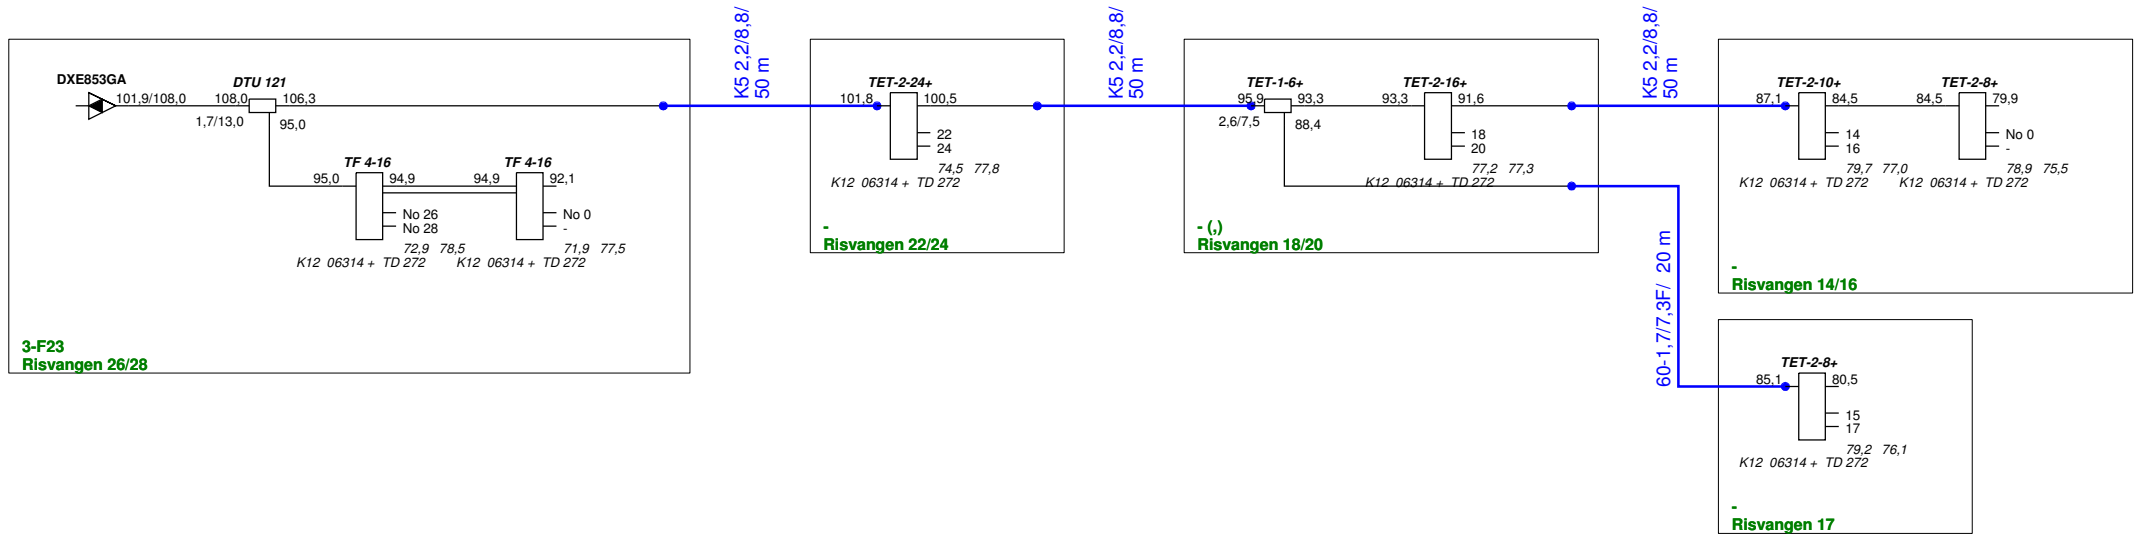 K5 2,2/8,8/
50 m
K5 2,2/8,8/
50 m
K5 2,2/8,8/
50 m
DXE853GA
101,9/108,0
DTU 121
108,0
106,3
1,7/13,0
95,0
TF 4-16
95,0
94,9
No 26
No 28
72,9 78,5
K12 06314 + TD 272
TF 4-16
94,9
92,1
No 0
-
71,9 77,5
K12 06314 + TD 272
3-F23
Risvangen 26/28
TET-2-24+
101,8
100,5
22
24
74,5 77,8
K12 06314 + TD 272
-
Risvangen 22/24
TET-1-6+
95,9
93,3
2,6/7,5
88,4
TET-2-16+
93,3
91,6
18
20
77,2 77,3
K12 06314 + TD 272
- (,)
Risvangen 18/20
TET-2-10+
87,1
84,5
14
16
79,7 77,0
K12 06314 + TD 272
TET-2-8+
84,5
79,9
No 0
-
78,9 75,5
K12 06314 + TD 272
-
Risvangen 14/16
60-1,7/7,3F/ 20 m
TET-2-8+
85,1
80,5
15
17
79,2 76,1
K12 06314 + TD 272
-
Risvangen 17